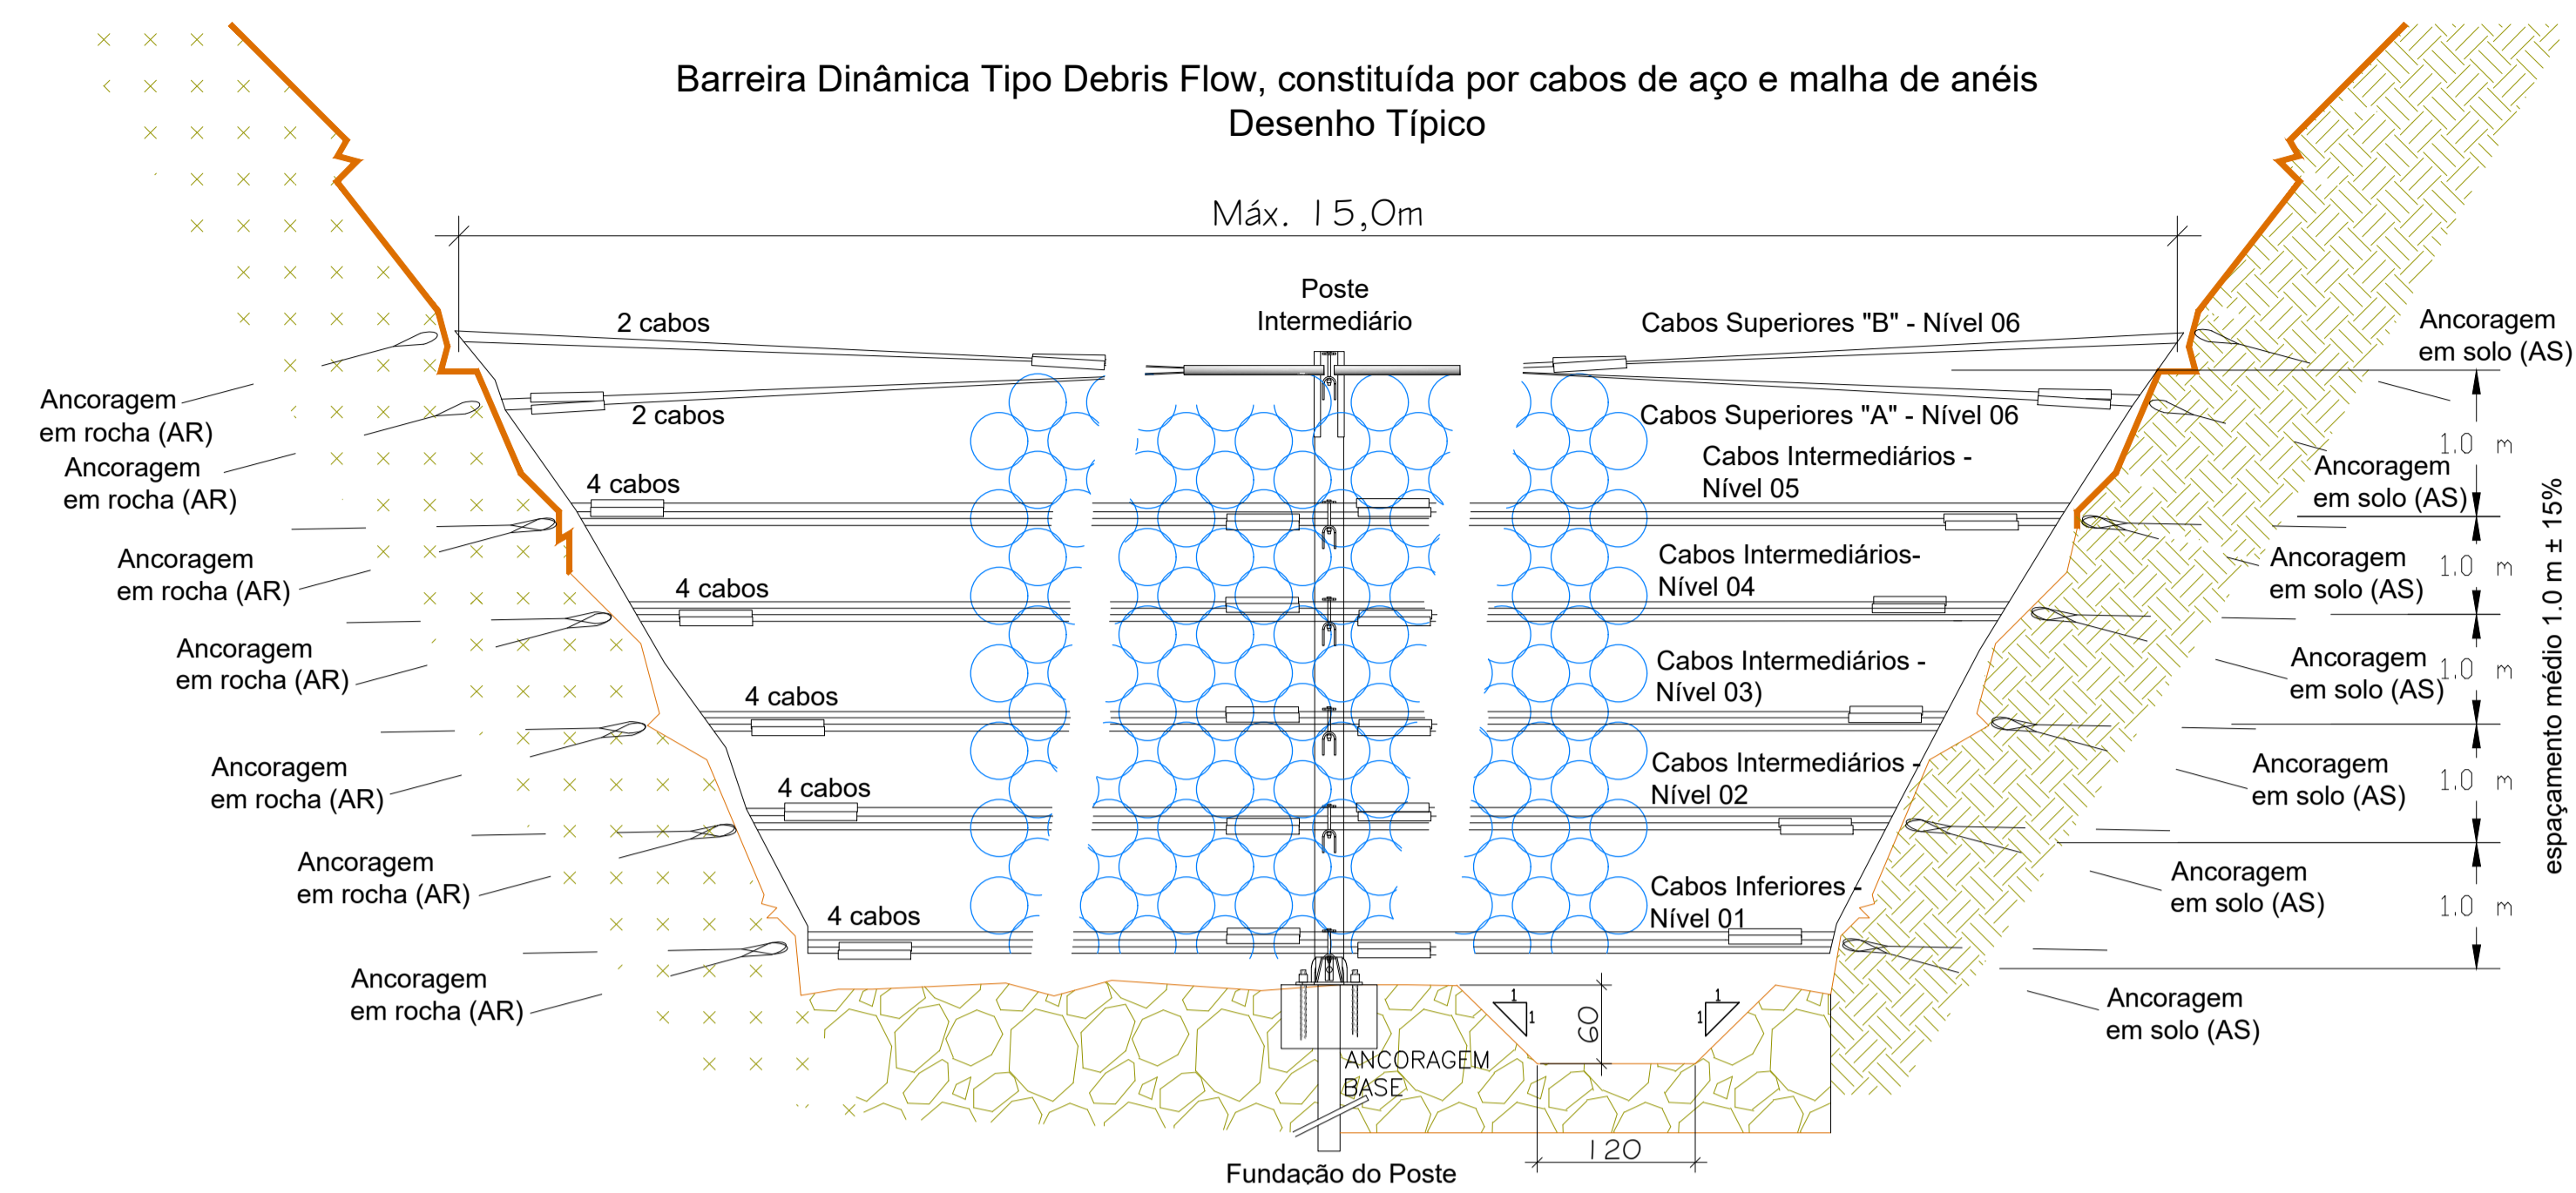 Barreira Dinâmica Tipo Debris Flow, constituída por cabos de aço e malha de anéis
Desenho Típico
Máx. 15,0m
Poste
Intermediário
2 cabos
Cabos Superiores "B" - Nível 06
Ancoragem
em solo (AS)
Ancoragem
em rocha (AR)
2 cabos
Cabos Superiores "A" - Nível 06
1.0 m
Ancoragem
em rocha (AR)
4 cabos
Cabos Intermediários -
Nível 05
Ancoragem
em solo (AS)
Ancoragem
em rocha (AR)
4 cabos
Cabos Intermediários-
Nível 04
Ancoragem
em solo (AS)
1.0 m
Ancoragem
em rocha (AR)
4 cabos
Cabos Intermediários -
Nível 03)
Ancoragem
em solo (AS)
1.0 m
espaçamento médio 1.0 m ± 15%
Ancoragem
em rocha (AR)
4 cabos
Cabos Intermediários -
Nível 02
Ancoragem
em solo (AS)
1.0 m
Ancoragem
em rocha (AR)
4 cabos
Cabos Inferiores -
Nível 01
Ancoragem
em solo (AS)
1.0 m
Ancoragem
em rocha (AR)
Ancoragem
em solo (AS)
1
1
1
1
60
ANCORAGEM
BASE
120
Fundação do Poste